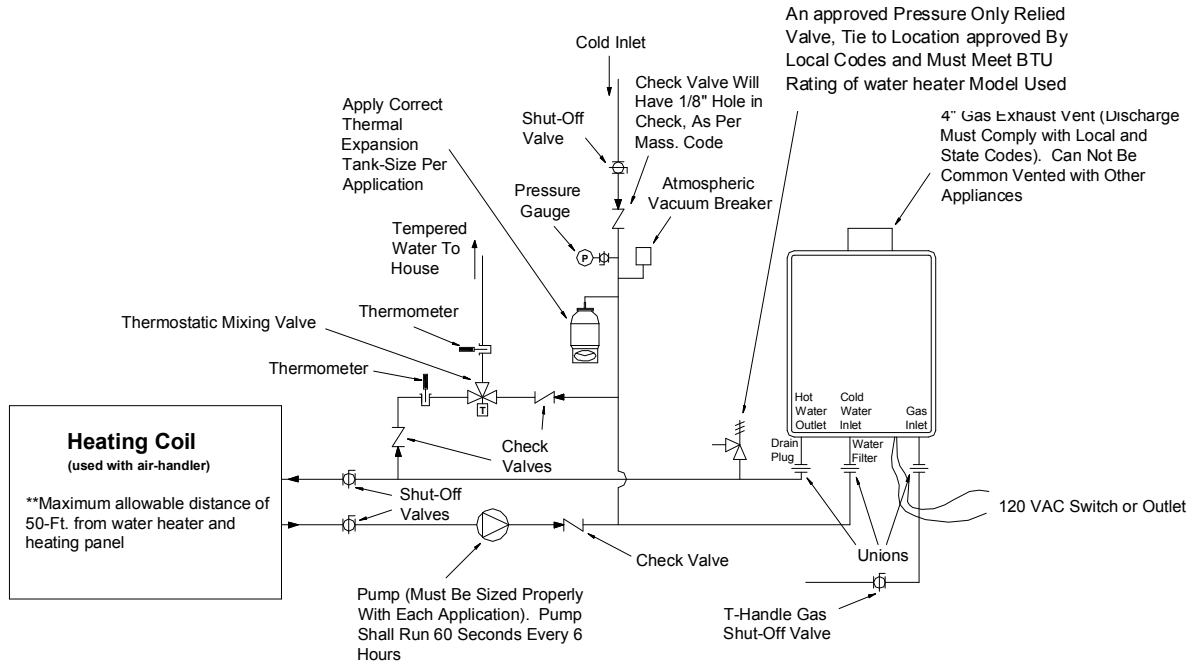 An approved Pressure Only Relied
Valve, Tie to Location approved By
Local Codes and Must Meet BTU
Rating of water heater Model Used
Cold Inlet
Check Valve Will
Have 1/8" Hole in
Check, As Per
Mass. Code
Apply Correct
Thermal
Expansion
Tank-Size Per
Application
Shut-Off
Valve
4" Gas Exhaust Vent (Discharge
Must Comply with Local and
State Codes). Can Not Be
Common Vented with Other
Appliances
Pressure
Gauge
Atmospheric
Vacuum Breaker
Tempered
Water To
House
P
Thermometer
Thermostatic Mixing Valve
Thermometer
T
Hot
Water
Outlet
Cold
Water
Inlet
Gas
Inlet
Heating Coil
(used with air-handler)
**Maximum allowable distance of
50-Ft. from water heater and
heating panel
Check
Valves
Drain
Plug
Water
Filter
Shut-Off
Valves
120 VAC Switch or Outlet
Unions
Check Valve
Pump (Must Be Sized Properly
With Each Application). Pump
Shall Run 60 Seconds Every 6
Hours
T-Handle Gas
Shut-Off Valve